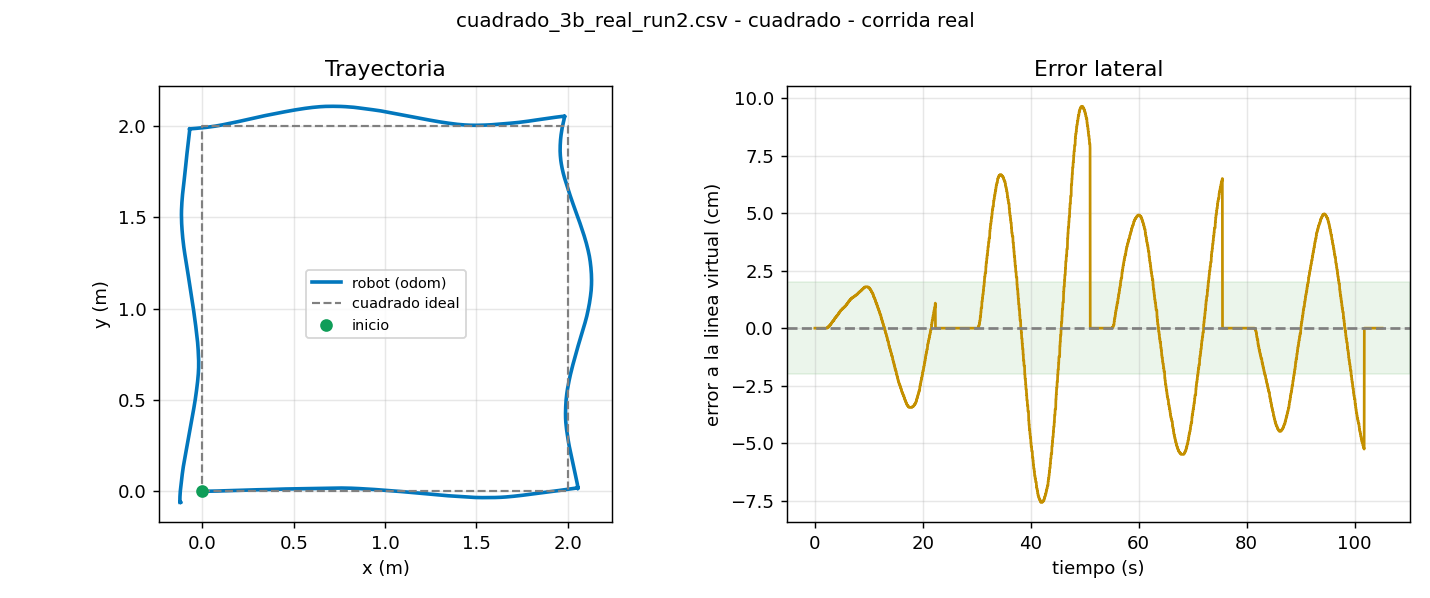 cuadrado_3b_real_run2.csv - cuadrado - corrida real
Trayectoria
y (m)
2.0
1.5
1.0
0.5
0.0
robot (odom)
cuadrado ideal
inicio
0.0 0.5 1.0 1.5 2.0
x (m)
Error lateral
error a la linea virtual (cm)
10.0
7.5
5.0
2.5
0.0
−2.5
−5.0
−7.5
0 20 40 60 80 100
tiempo (s)